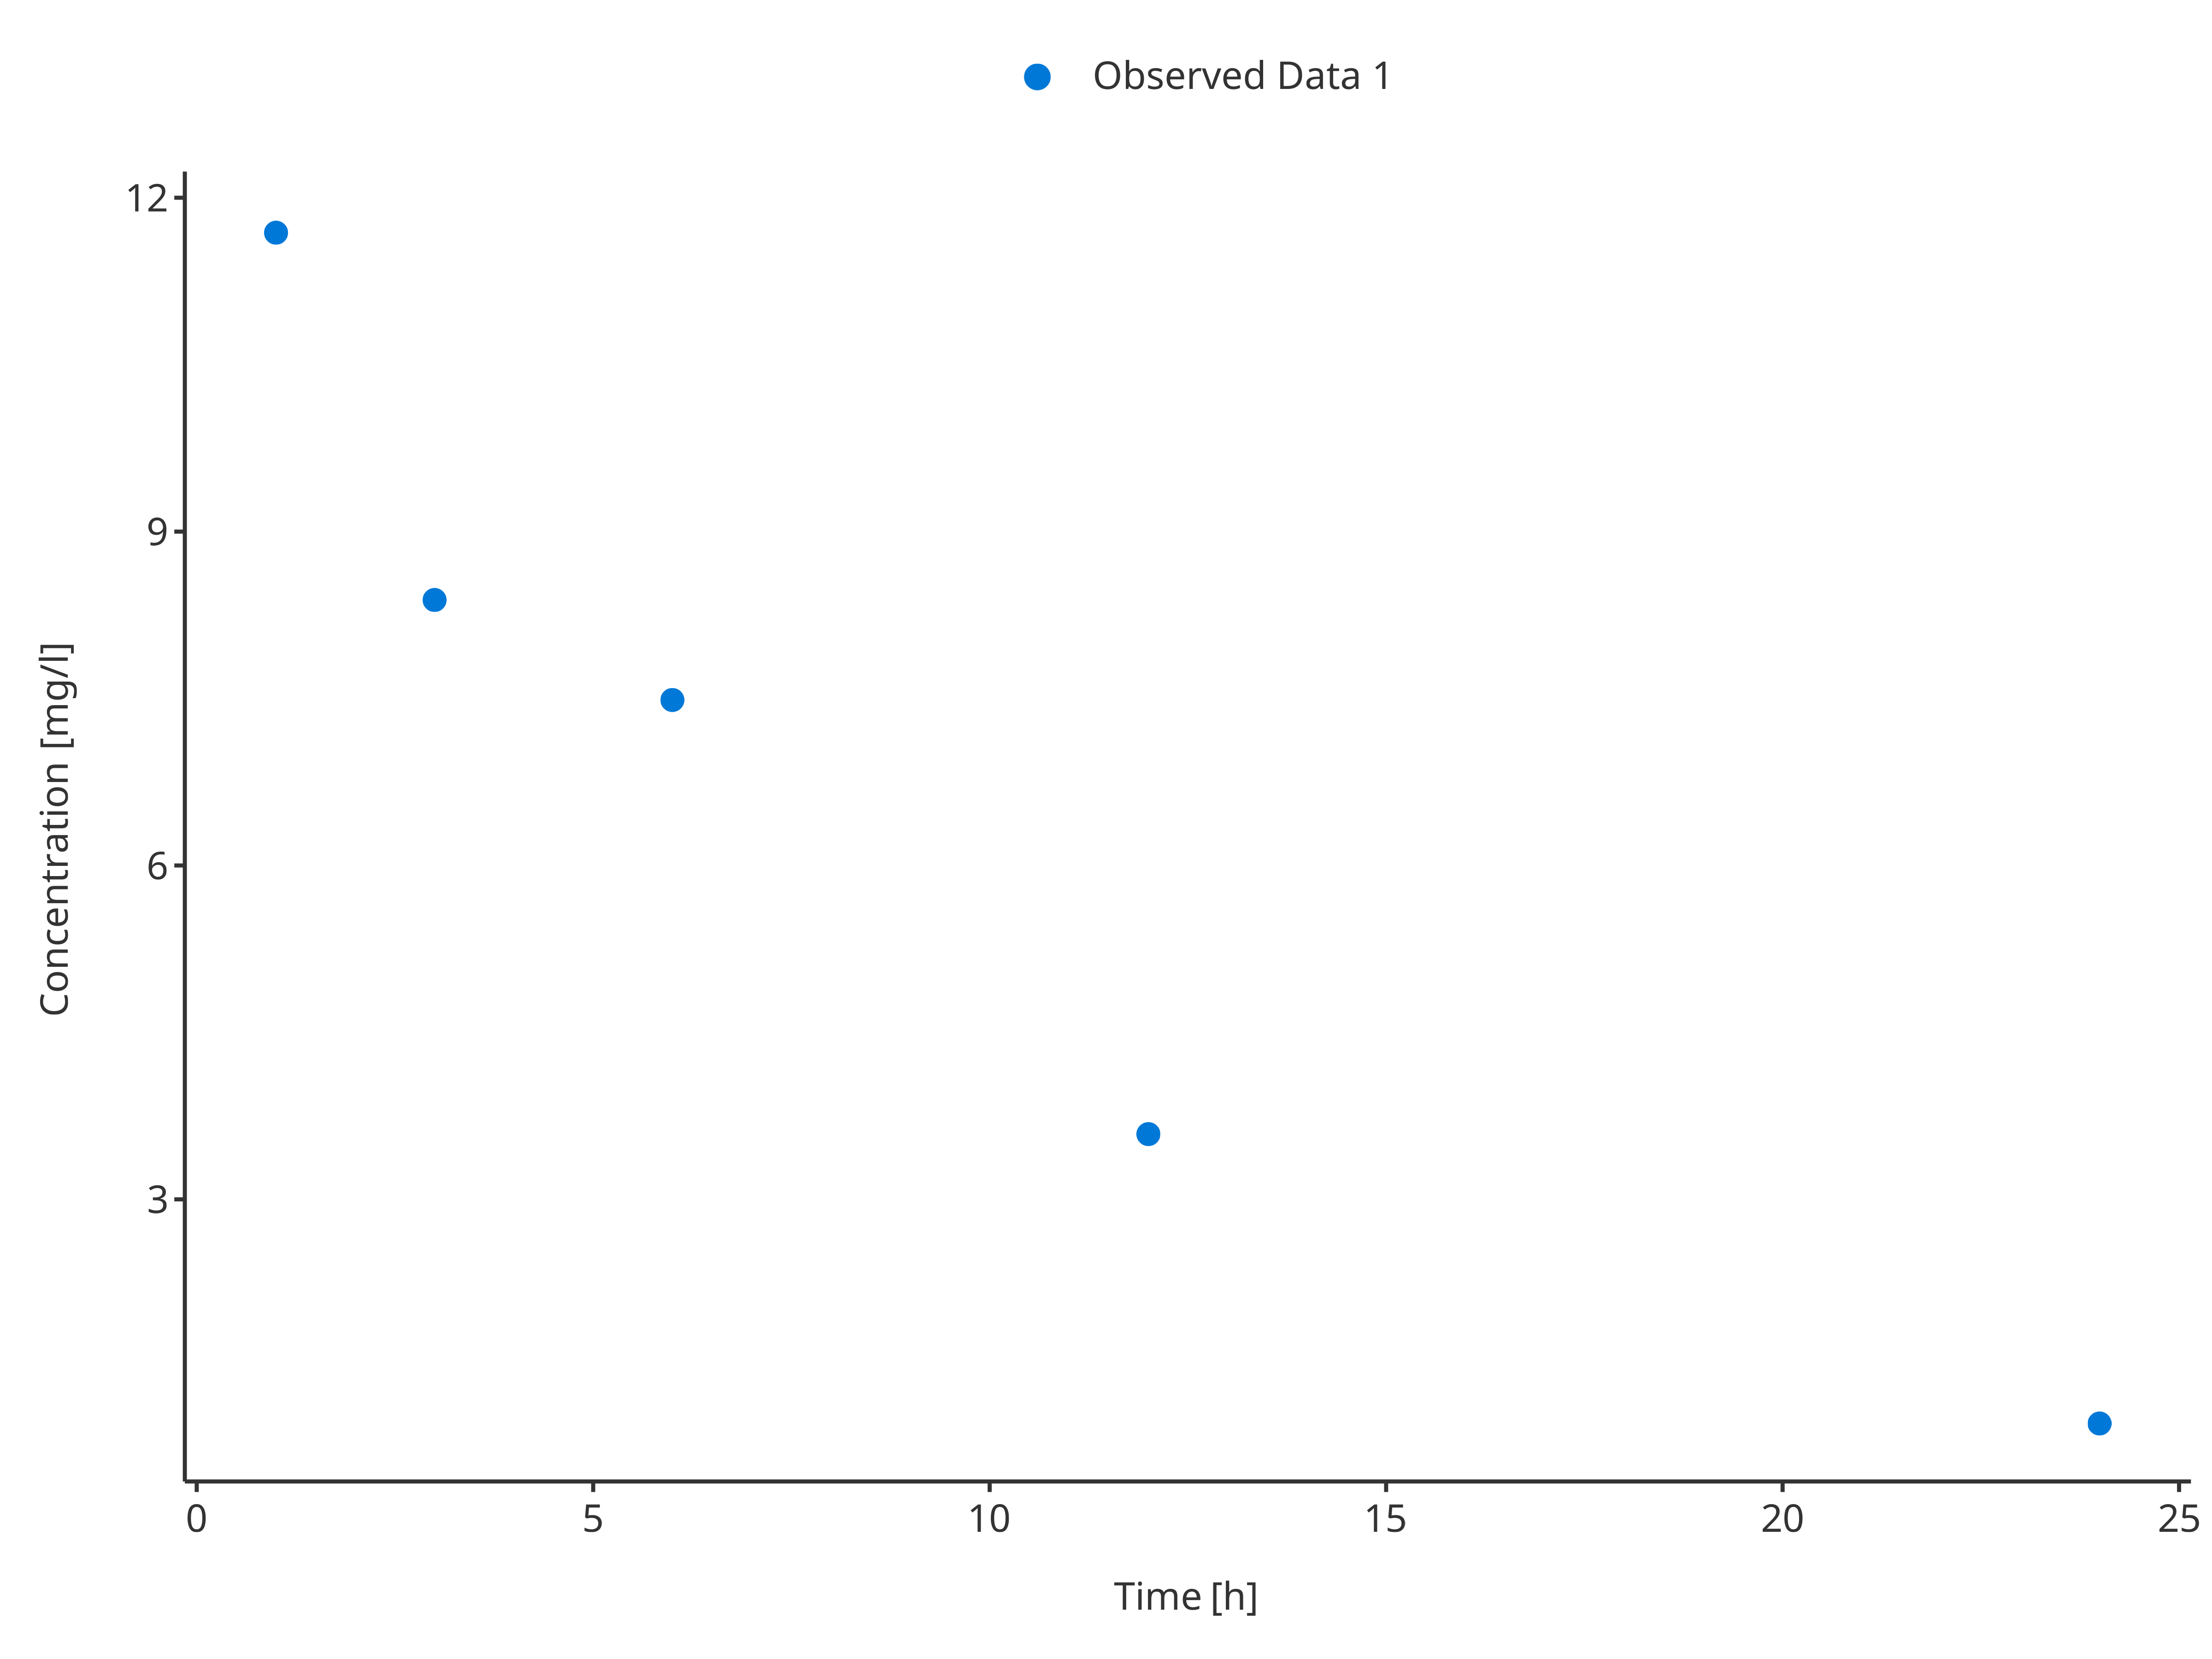 Observed Data 1
12
9
6
3
Concentration [mg/l]
0 5 10 15 20 25
Time [h]